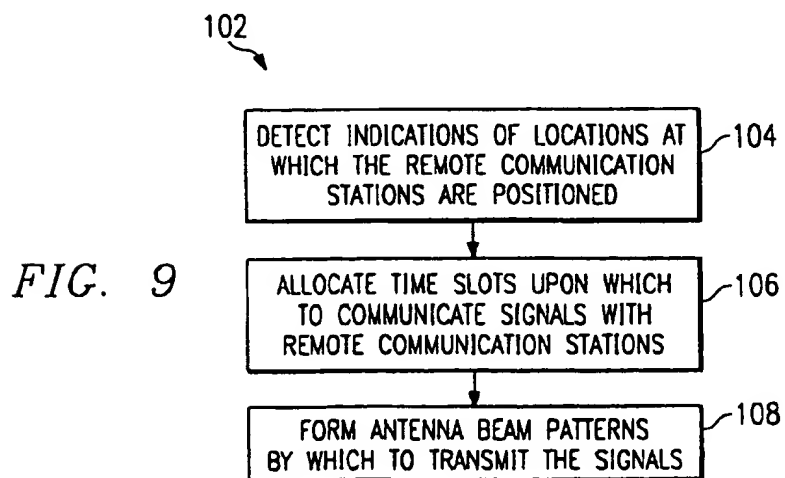 102
DETECT INDICATIONS OF LOCATIONS AT
WHICH THE REMOTE COMMUNICATION
STATIONS ARE POSITIONED
104
FIG. 9
ALLOCATE TIME SLOTS UPON WHICH
TO COMMUNICATE SIGNALS WITH
REMOTE COMMUNICATION STATIONS
106
FORM ANTENNA BEAM PATTERNS
BY WHICH TO TRANSMIT THE SIGNALS
108